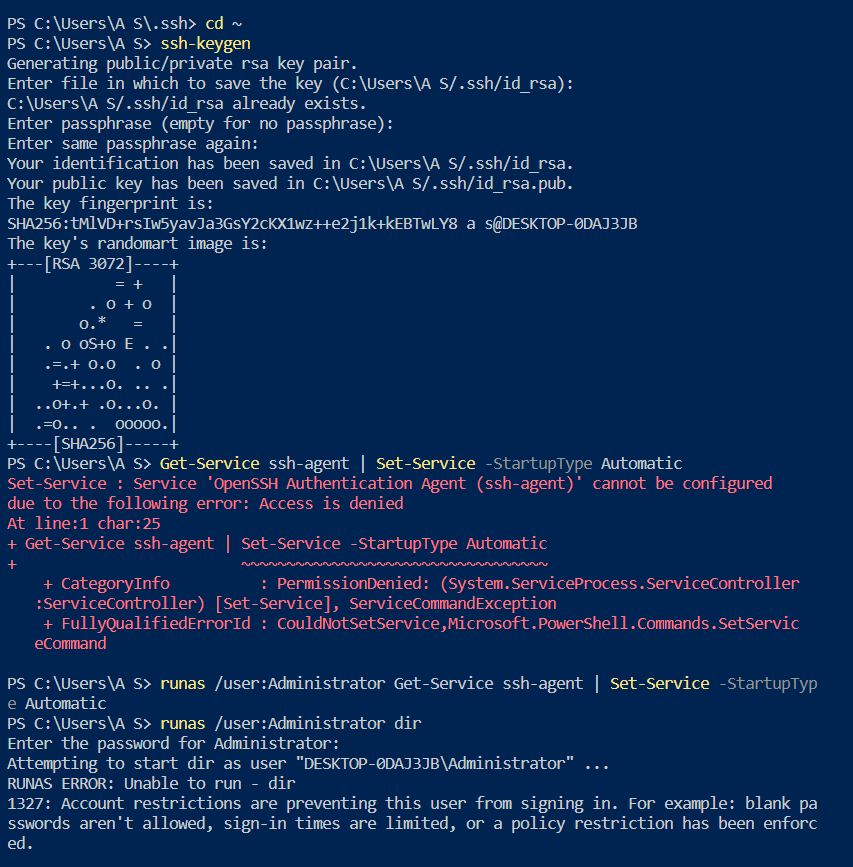 PS C:\Users\A S\.ssh> cd ~
PS C:\Users\A S> ssh-keygen
Generating public/private rsa key pair.
Enter file in which to save the key (C:\Users\A S/.ssh/id_rsa):
C:\Users\A S/.ssh/id_rsa already exists.
Enter passphrase (empty for no passphrase):
Enter same passphrase again:
Your identification has been saved in C:\Users\A S/.ssh/id_rsa.
Your public key has been saved in C:\Users\A S/.ssh/id_rsa.pub.
The key fingerprint is:
SHA256:tMlVD+rsIw5yavJa3GsY2cKX1wz++e2j1k+kEBTwLY8 a s@DESKTOP-0DAJ3JB
The key's randomart image is:
+---[RSA 3072]----+
|           = +   |
|        . o + o  |
|       o.*   =   |
|   . o oS+o E . .|
|   .=.+ o.o  . o |
|    +=+...o. .. .|
|  ..o+.+ .o...o. |
|  .=o.. .  ooooo.|
+----[SHA256]-----+
PS C:\Users\A S> Get-Service ssh-agent | Set-Service -StartupType Automatic
Set-Service : Service 'OpenSSH Authentication Agent (ssh-agent)' cannot be configured
due to the following error: Access is denied
At line:1 char:25
+ Get-Service ssh-agent | Set-Service -StartupType Automatic
+                         ~~~~~~~~~~~~~~~~~~~~~~~~~~~~~~~~~~
    + CategoryInfo          : PermissionDenied: (System.ServiceProcess.ServiceController
   :ServiceController) [Set-Service], ServiceCommandException
    + FullyQualifiedErrorId : CouldNotSetService,Microsoft.PowerShell.Commands.SetServic
   eCommand
PS C:\Users\A S> runas /user:Administrator Get-Service ssh-agent | Set-Service -StartupTyp
e Automatic
PS C:\Users\A S> runas /user:Administrator dir
Enter the password for Administrator:
Attempting to start dir as user "DESKTOP-0DAJ3JB\Administrator" ...
RUNAS ERROR: Unable to run - dir
1327: Account restrictions are preventing this user from signing in. For example: blank pa
sswords aren't allowed, sign-in times are limited, or a policy restriction has been enforc
ed.